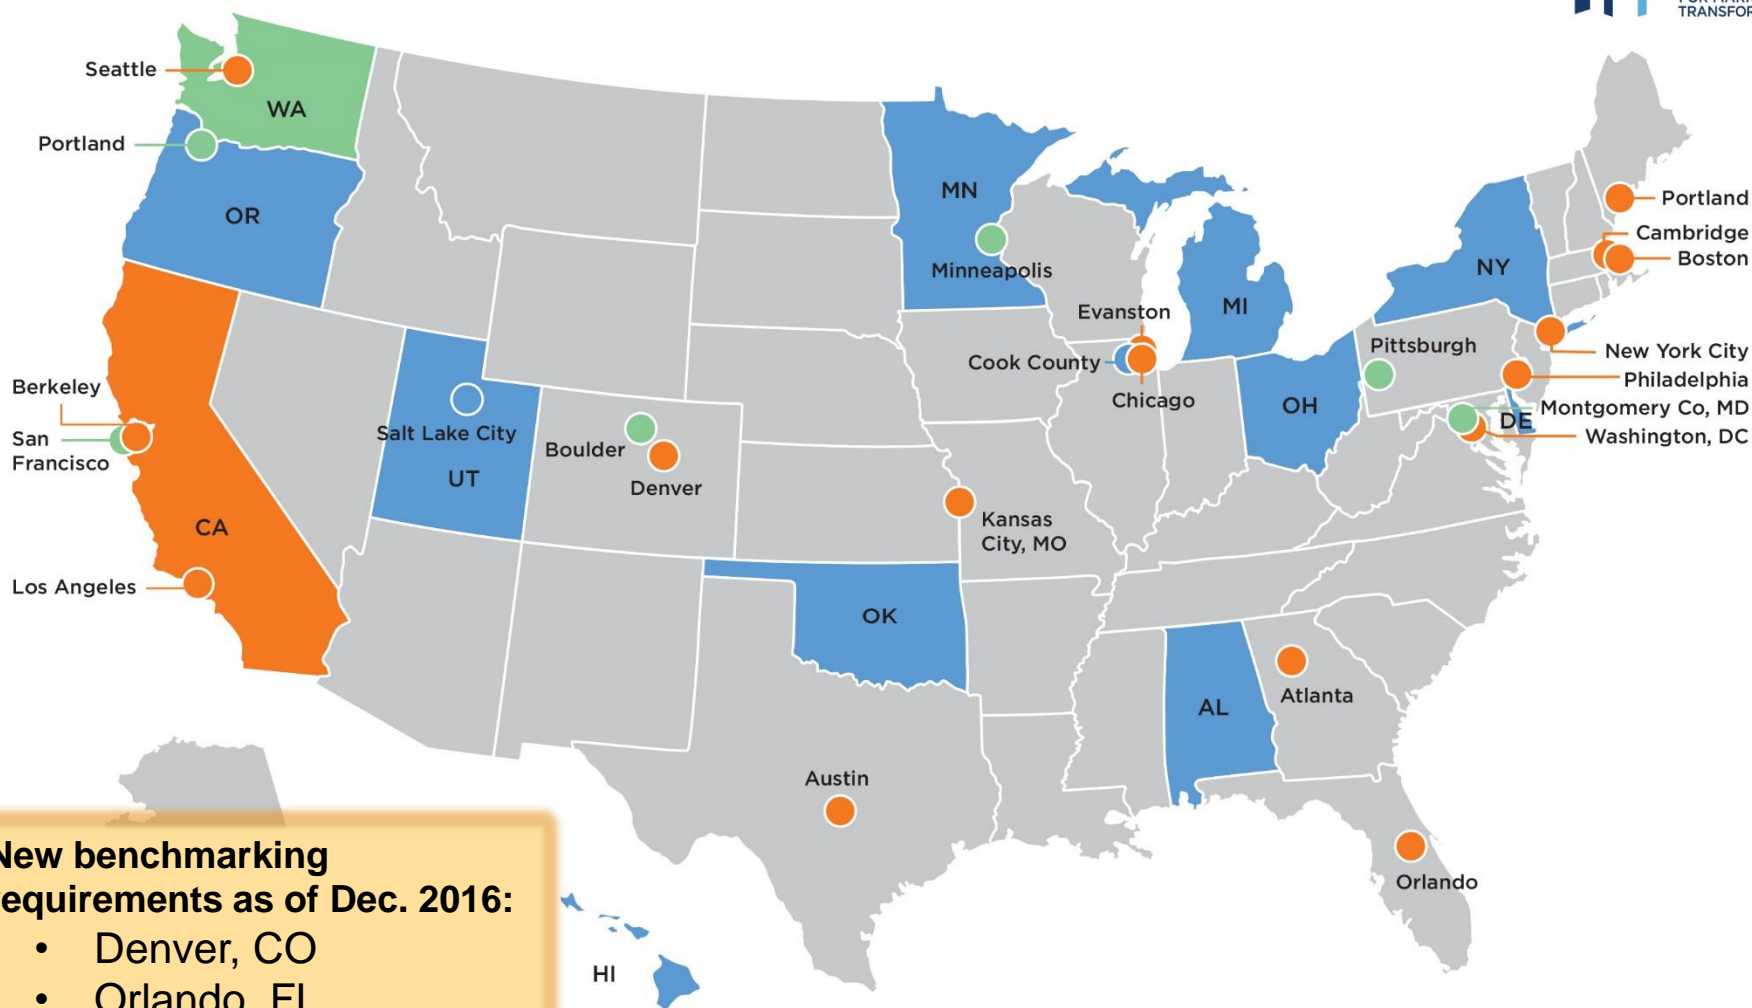 TRANSFOR
Seattle
WA
Portland
OR
MN
Minneapolis
Portland
Cambridge
Boston
NY
MI
Evanston
Cook County
Chicago
Pittsburgh
New York City
Philadelphia
Montgomery Co, MD
DE
Washington, DC
OH
Berkeley
San
Francisco
Salt Lake City
UT
Boulder
Denver
CA
Kansas
City, MO
Los Angeles
OK
Atlanta
AL
Austin
Orlando
New benchmarking
requirements as of Dec. 2016:
• Denver, CO
• Orlando, FL
HI